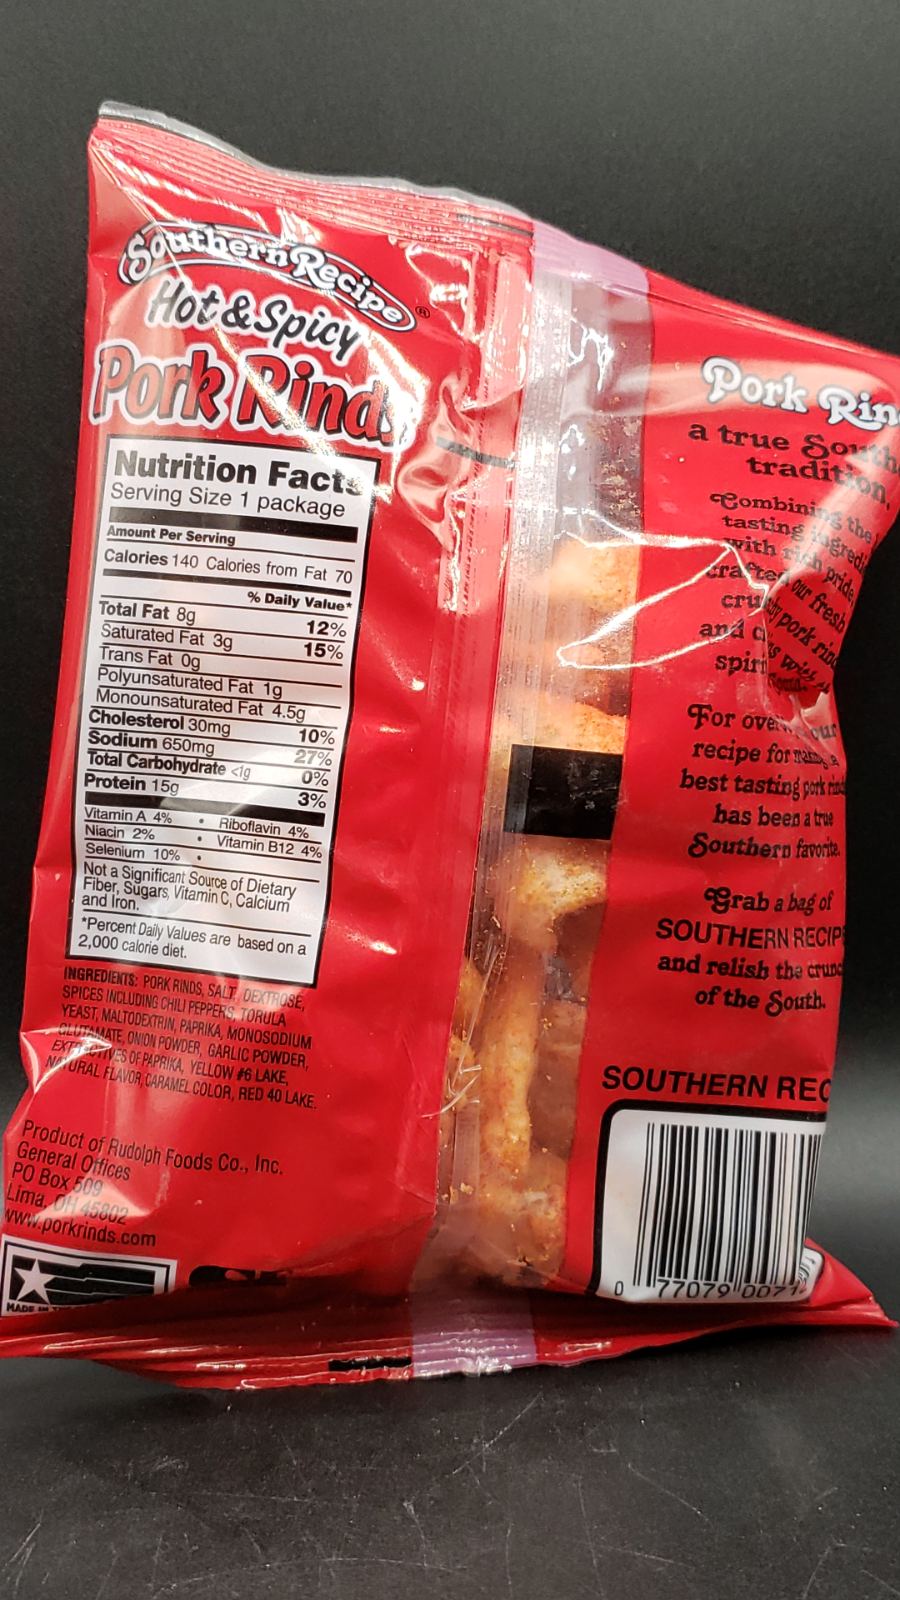 Southern Recipe®
Hot & Spicy
Pork Rinds
Nutrition Facts
Serving Size 1 package
Amount Per Serving
Calories 140 Calories from Fat 70
% Daily Value*
Total Fat 8g 12%
Saturated Fat 3g 15%
Trans Fat 0g
Polyunsaturated Fat 1g
Monounsaturated Fat 4.5g
Cholesterol 30mg 10%
Sodium 650mg 27%
Total Carbohydrate <1g 0%
Protein 15g 3%
Vitamin A 4% • Riboflavin 4%
Niacin 2% • Vitamin B12 4%
Selenium 10% •
Not a Significant Source of Dietary
Fiber, Sugars, Vitamin C, Calcium
and Iron.
*Percent Daily Values are based on a
2,000 calorie diet.
INGREDIENTS: PORK RINDS, SALT, DEXTROSE,
SPICES INCLUDING CHILI PEPPERS, TORULA
YEAST, MALTODEXTRIN, PAPRIKA, MONOSODIUM
GLUTAMATE, ONION POWDER, GARLIC POWDER,
EXTRACTIVES OF PAPRIKA, YELLOW #6 LAKE,
NATURAL FLAVOR, CARAMEL COLOR, RED 40 LAKE.
Product of Rudolph Foods Co., Inc.
General Offices
PO Box 509
Lima, OH 45802
www.porkrinds.com
MADE IN
Pork Rin
a true South
tradition.
Combining the
tasting ingredi
with rich pride,
crafted our fresh
crunchy pork rind
and
spiri
For over our
recipe for making
best tasting pork rind
has been a true
Southern favorite.
Grab a bag of
SOUTHERN RECIP
and relish the crunc
of the South.
SOUTHERN REC
0 77079 0071